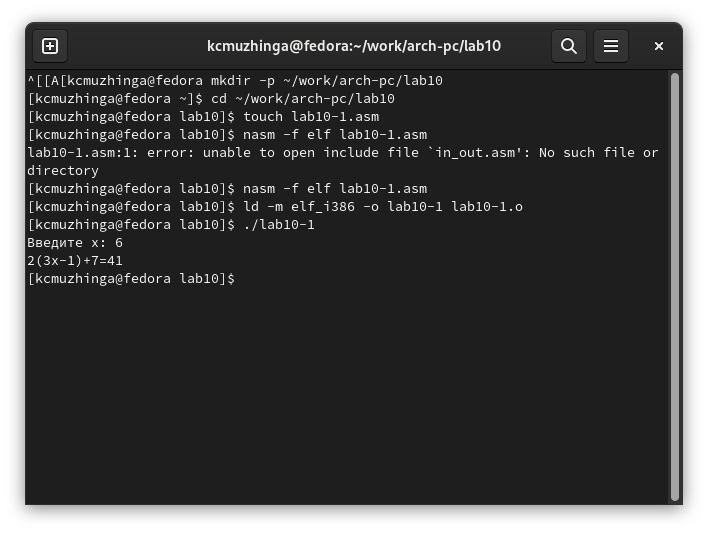 kcmuzhinga@fedora:~/work/arch-pc/lab10
^[[A[kcmuzhinga@fedora mkdir -p ~/work/arch-pc/lab10
[kcmuzhinga@fedora ~]$ cd ~/work/arch-pc/lab10
[kcmuzhinga@fedora lab10]$ touch lab10-1.asm
[kcmuzhinga@fedora lab10]$ nasm -f elf lab10-1.asm
lab10-1.asm:1: error: unable to open include file `in_out.asm': No such file or
directory
[kcmuzhinga@fedora lab10]$ nasm -f elf lab10-1.asm
[kcmuzhinga@fedora lab10]$ ld -m elf_i386 -o lab10-1 lab10-1.o
[kcmuzhinga@fedora lab10]$ ./lab10-1
Введите x: 6
2(3x-1)+7=41
[kcmuzhinga@fedora lab10]$